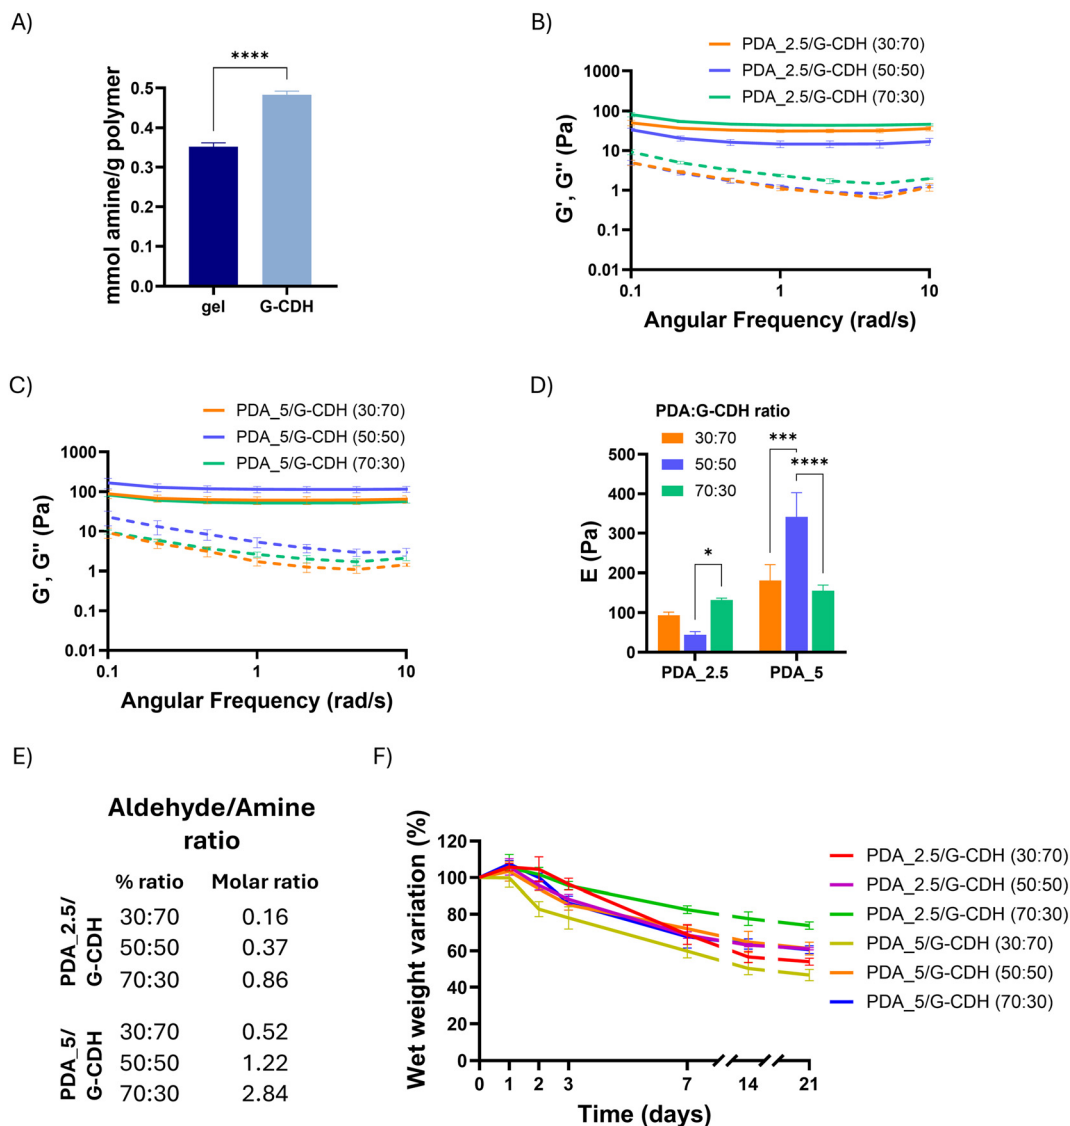 A)
****
mmol amine/g polymer
0.5
0.4
0.3
0.2
0.1
0.0
gel G-CDH
B)
PDA_2.5/G-CDH (30:70)
PDA_2.5/G-CDH (50:50)
PDA_2.5/G-CDH (70:30)
G', G'' (Pa)
1000
100
10
1
0.1
0.01
0.1 1 10
Angular Frequency (rad/s)
C)
PDA_5/G-CDH (30:70)
PDA_5/G-CDH (50:50)
PDA_5/G-CDH (70:30)
G', G'' (Pa)
1000
100
10
1
0.1
0.01
0.1 1 10
Angular Frequency (rad/s)
D)
PDA:G-CDH ratio
30:70
50:50
70:30
***
****
*
E (Pa)
500
400
300
200
100
0
PDA_2.5 PDA_5
E)
Aldehyde/Amine
ratio
% ratio Molar ratio
PDA_2.5/
G-CDH
30:70 0.16
50:50 0.37
70:30 0.86
PDA_5/
G-CDH
30:70 0.52
50:50 1.22
70:30 2.84
F)
Wet weight variation (%)
120
100
80
60
40
20
0
0 1 2 3 7 14 21
Time (days)
PDA_2.5/G-CDH (30:70)
PDA_2.5/G-CDH (50:50)
PDA_2.5/G-CDH (70:30)
PDA_5/G-CDH (30:70)
PDA_5/G-CDH (50:50)
PDA_5/G-CDH (70:30)